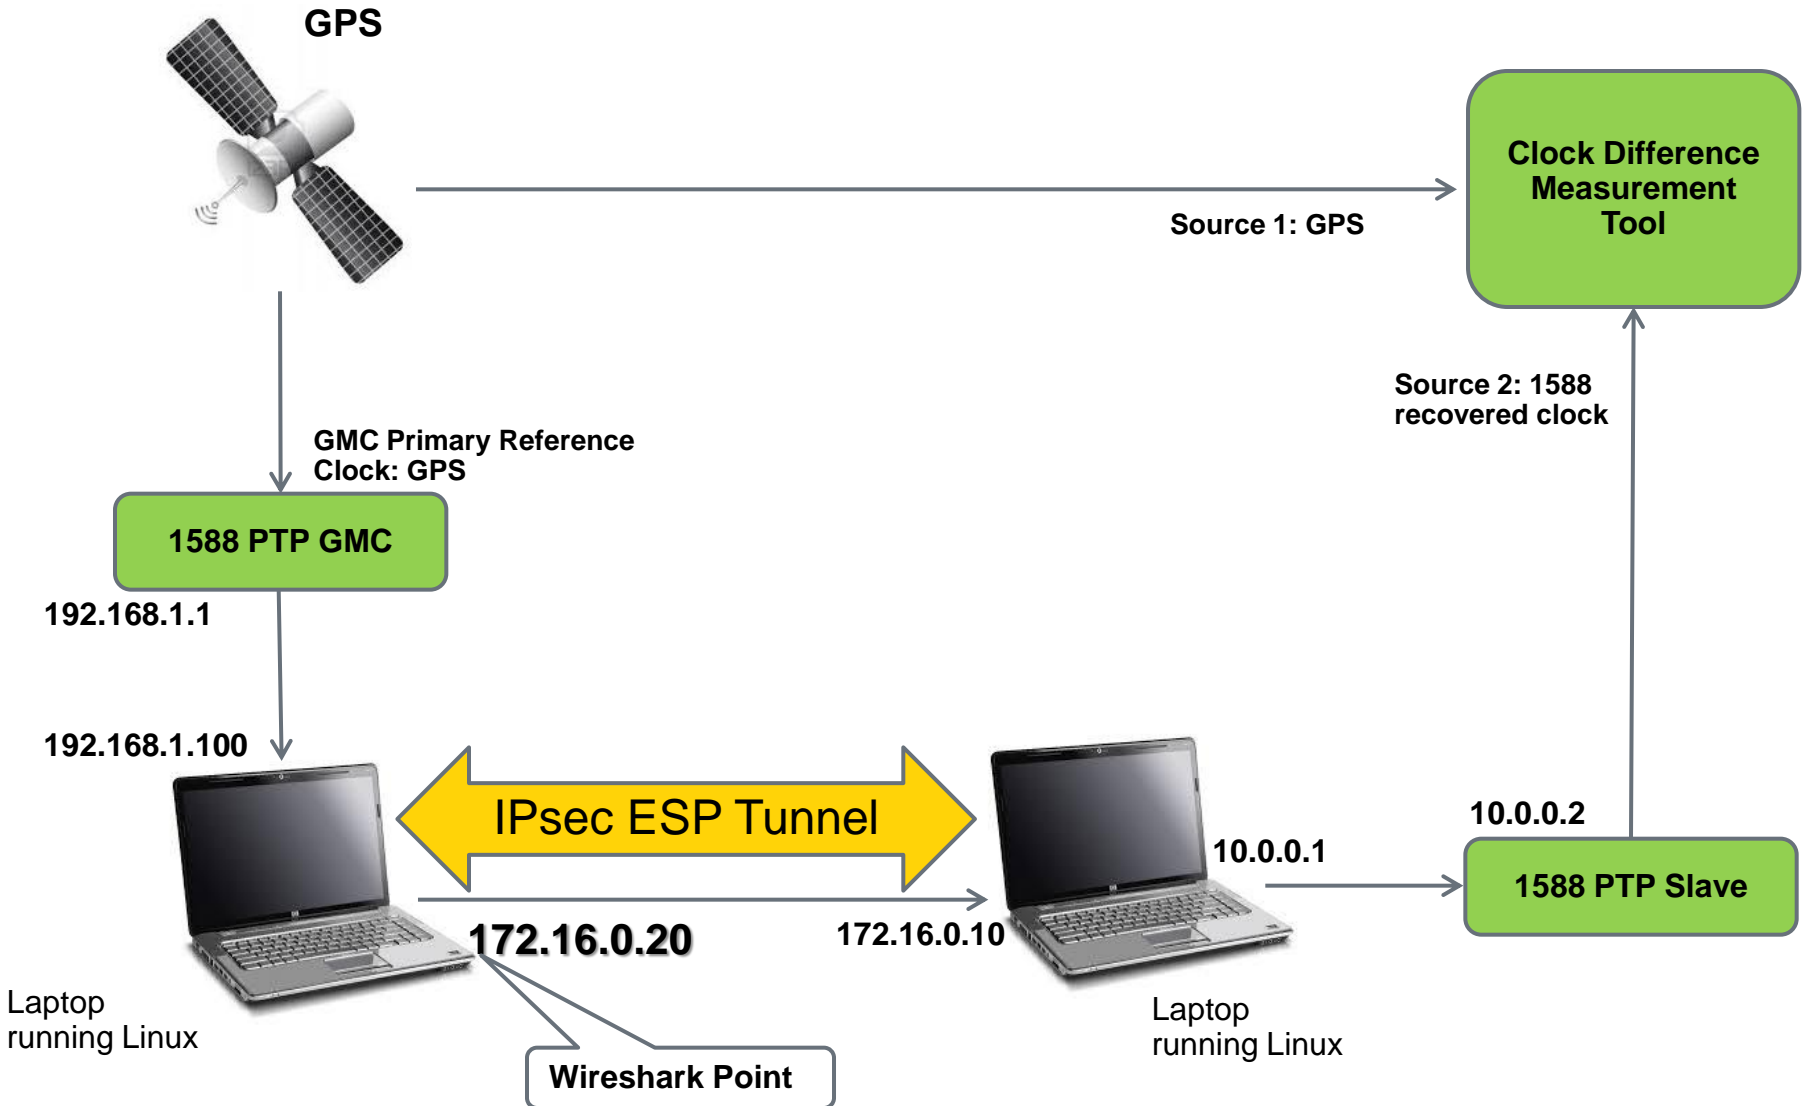 GPS
Clock Difference
Measurement
Tool
Source 1: GPS
Source 2: 1588
recovered clock
GMC Primary Reference
Clock: GPS
1588 PTP GMC
192.168.1.1
192.168.1.100
IPsec ESP Tunnel
10.0.0.2
10.0.0.1
1588 PTP Slave
172.16.0.20
172.16.0.10
Laptop
running Linux
Laptop
running Linux
Wireshark Point